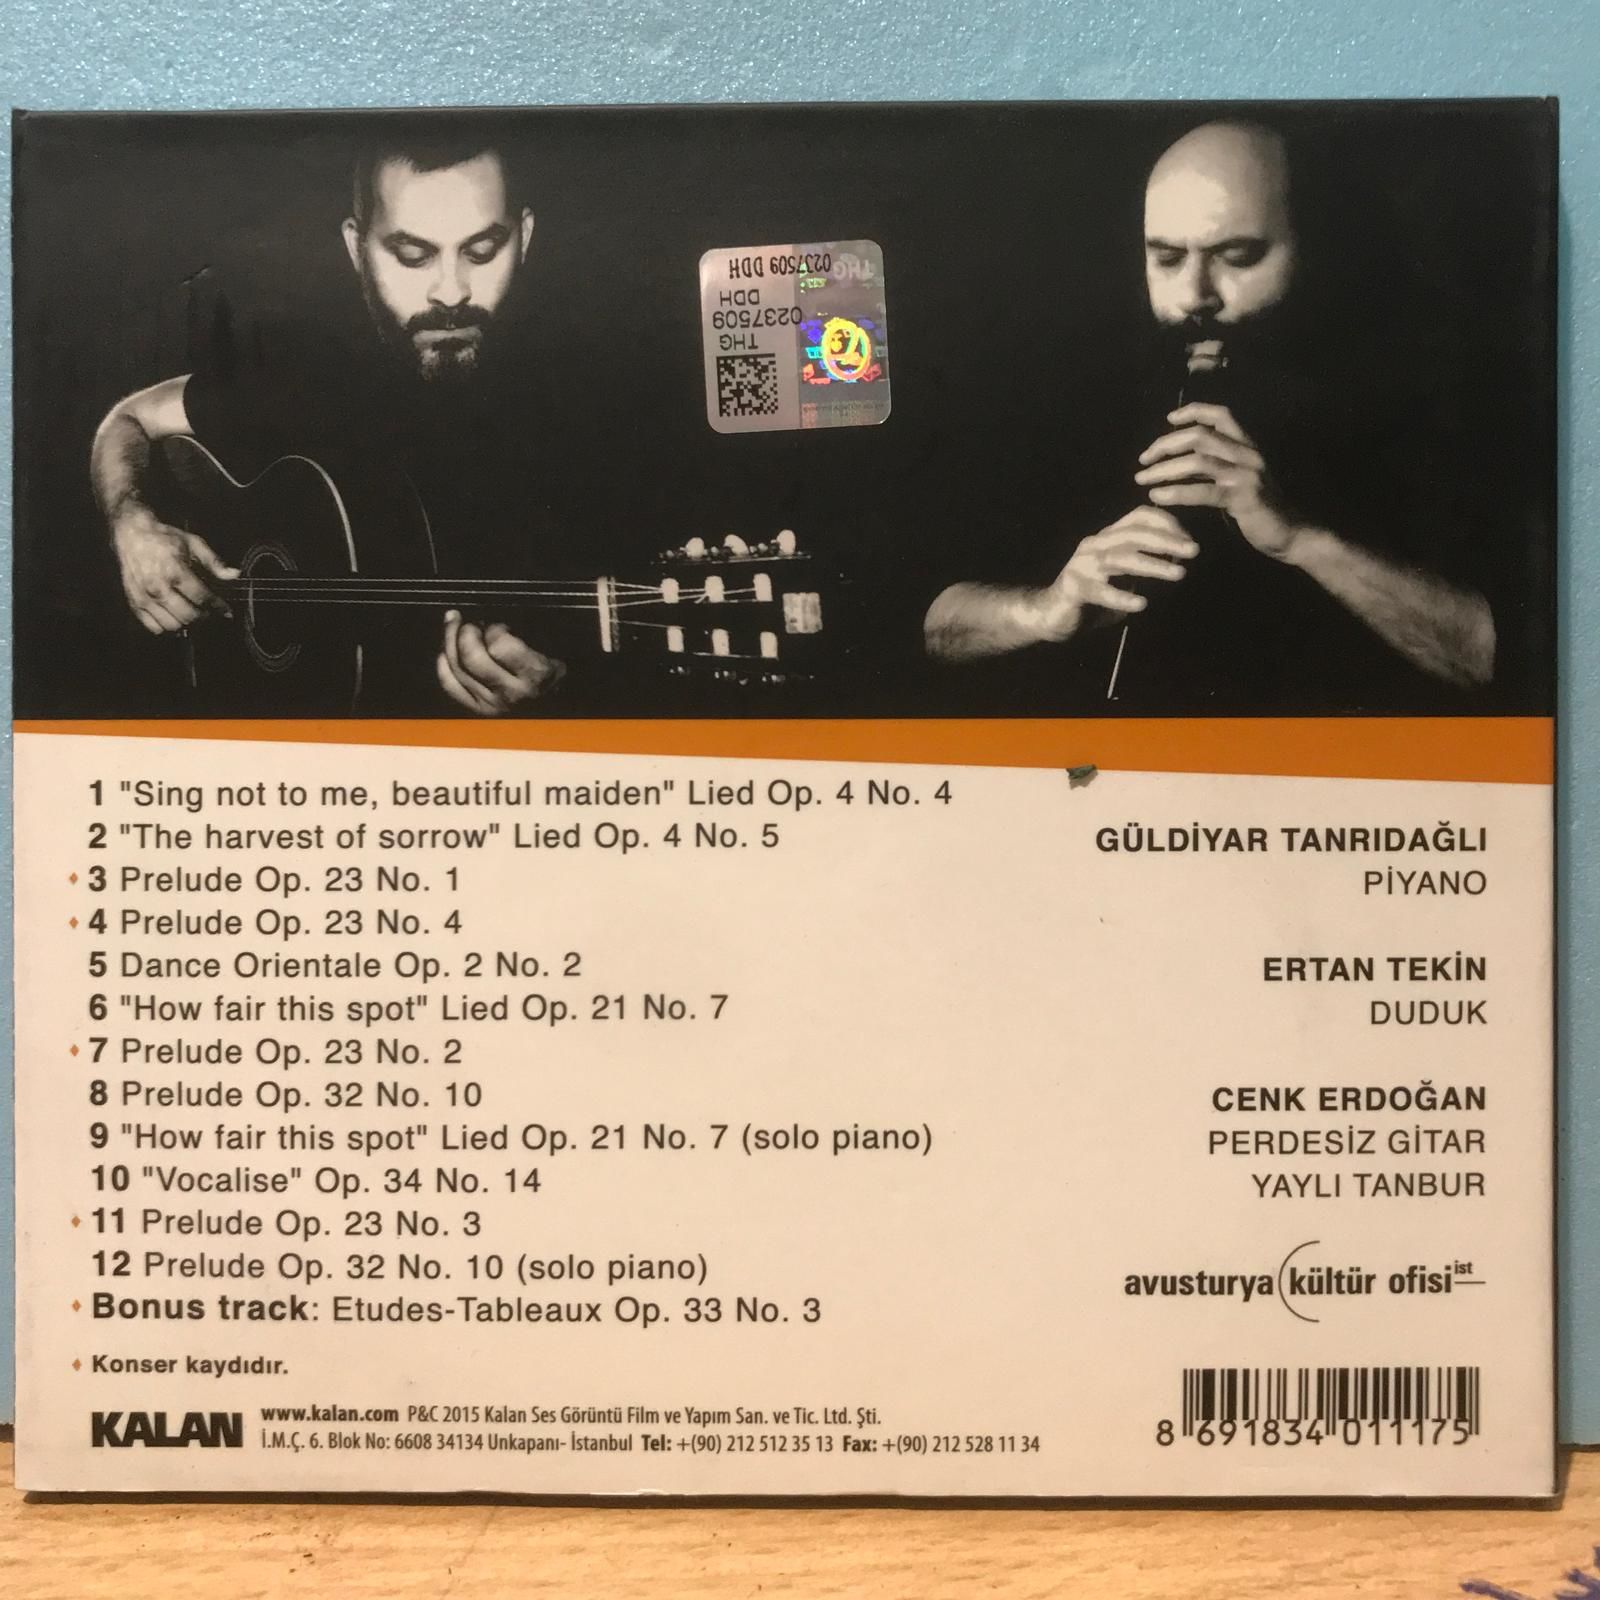 0237509 DDH
THG
DDH
0237509
THG
1 "Sing not to me, beautiful maiden" Lied Op. 4 No. 4
2 "The harvest of sorrow" Lied Op. 4 No. 5
3 Prelude Op. 23 No. 1
4 Prelude Op. 23 No. 4
5 Dance Orientale Op. 2 No. 2
6 "How fair this spot" Lied Op. 21 No. 7
7 Prelude Op. 23 No. 2
8 Prelude Op. 32 No. 10
9 "How fair this spot" Lied Op. 21 No. 7 (solo piano)
10 "Vocalise" Op. 34 No. 14
11 Prelude Op. 23 No. 3
12 Prelude Op. 32 No. 10 (solo piano)
Bonus track: Etudes-Tableaux Op. 33 No. 3
Konser kaydıdır.
GÜLDİYAR TANRIDAĞLI
PİYANO
ERTAN TEKİN
DUDUK
CENK ERDOĞAN
PERDESİZ GİTAR
YAYLI TANBUR
avusturya kültür ofisi ist
KALAN
www.kalan.com P&C 2015 Kalan Ses Görüntü Film ve Yapım San. ve Tic. Ltd. Şti.
İ.M.Ç. 6. Blok No: 6608 34134 Unkapanı- İstanbul Tel: +(90) 212 512 35 13 Fax: +(90) 212 528 11 34
8 691834 011175